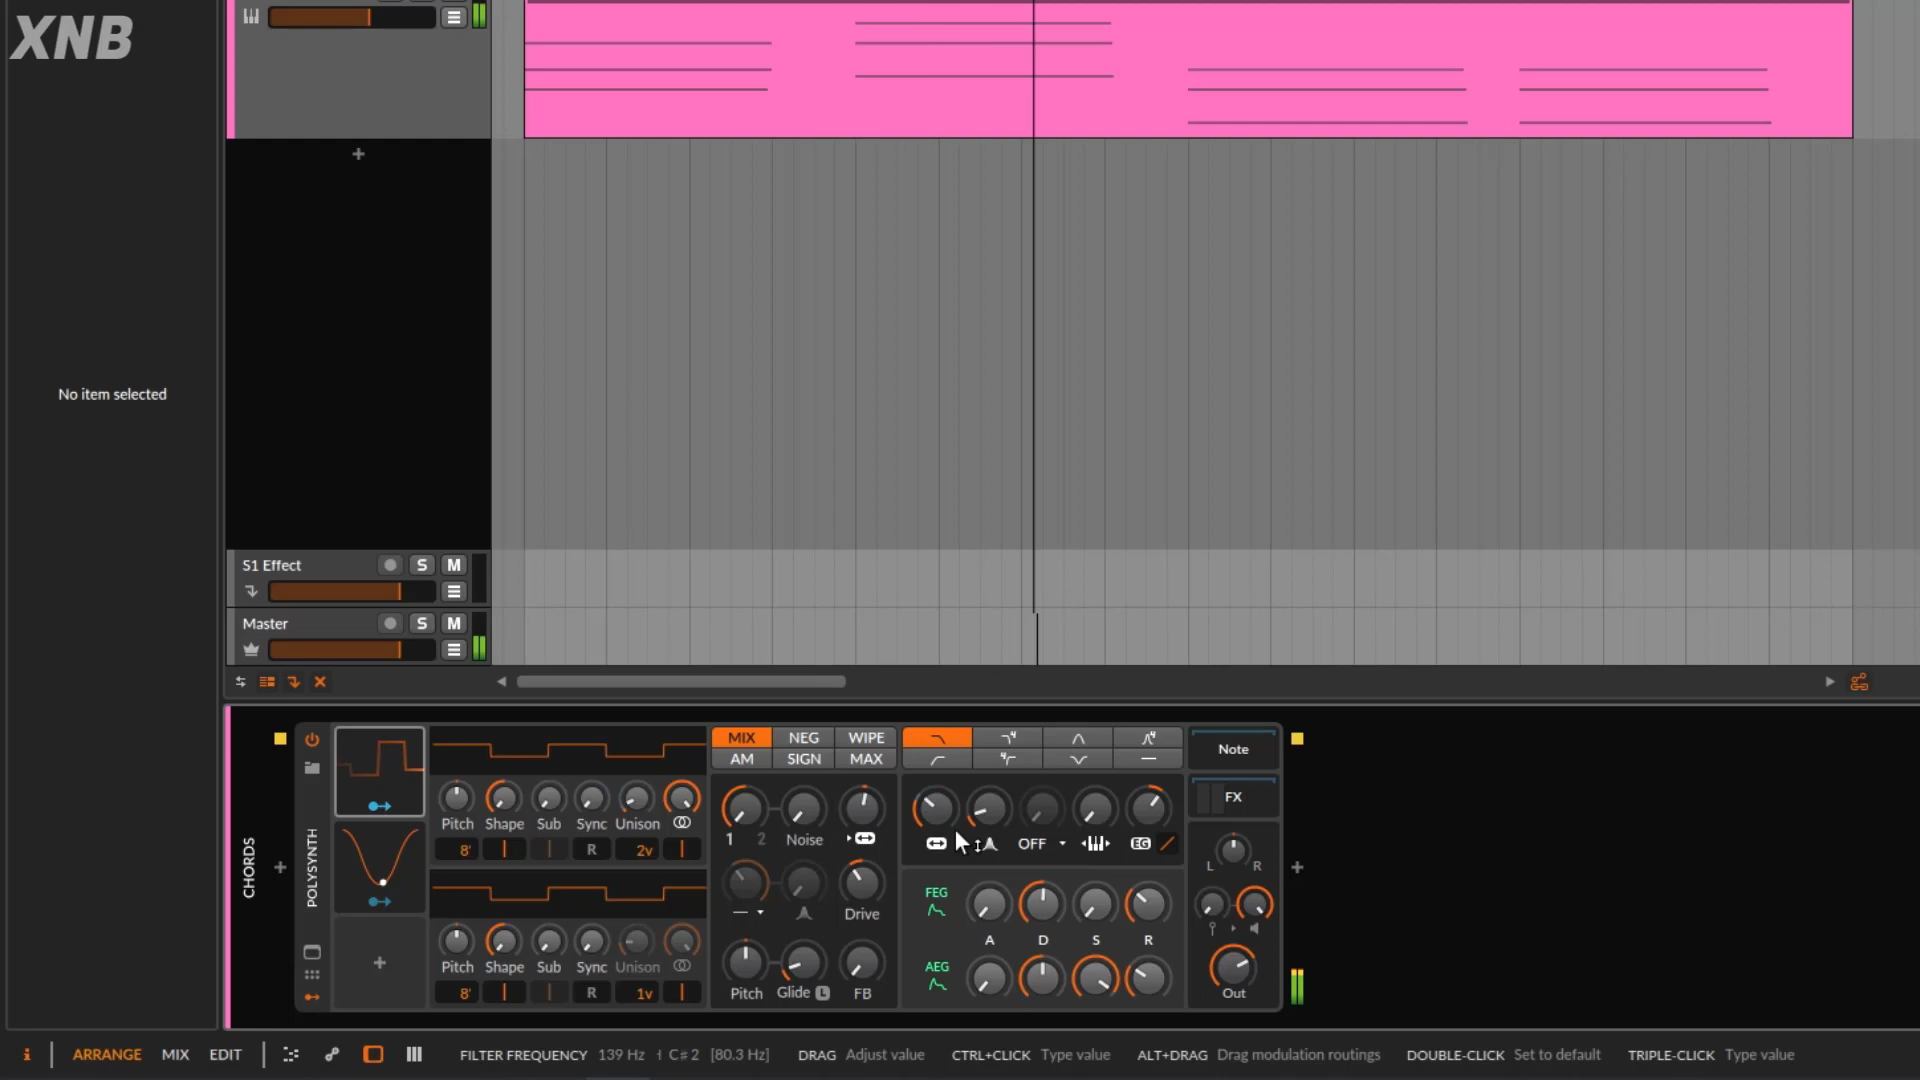 XNB
No item selected
S1 Effect
S
M
Master
S
M
CHORDS
POLYSYNTH
Pitch Shape Sub Sync Unison
8' R 2v
Pitch Shape Sub Sync Unison
8' R 1v
MIX NEG WIPE
AM SIGN MAX
1 2 Noise
Drive
Pitch Glide L FB
OFF EG
FEG
A D S R
AEG
Note
FX
L R
Out
i ARRANGE MIX EDIT FILTER FREQUENCY 139 Hz C#2 [80.3 Hz] DRAG Adjust value CTRL+CLICK Type value ALT+DRAG Drag modulation routings DOUBLE-CLICK Set to default TRIPLE-CLICK Type value